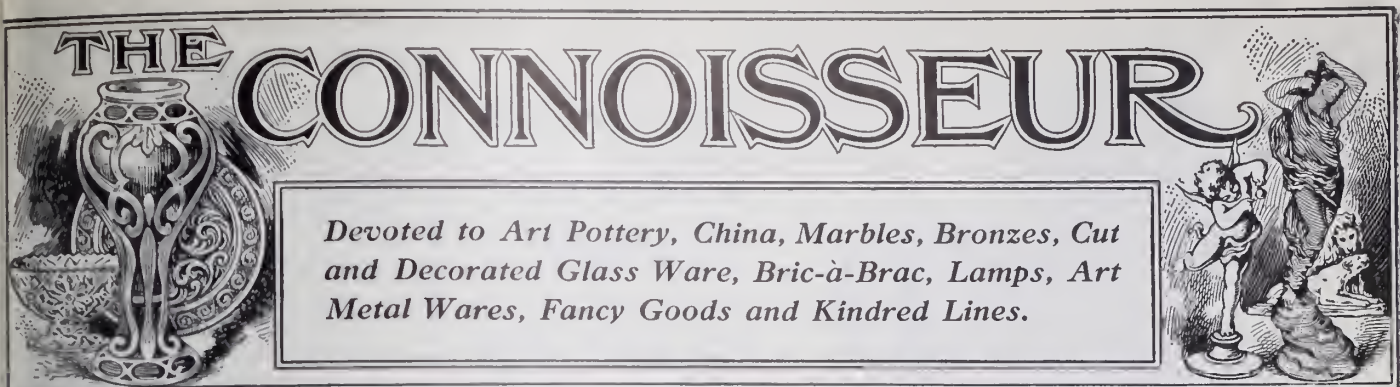 THE CONNOISSEUR
Devoted to Art Pottery, China, Marbles, Bronzes, Cut
and Decorated Glass Ware, Bric-à-Brac, Lamps, Art
Metal Wares, Fancy Goods and Kindred Lines.